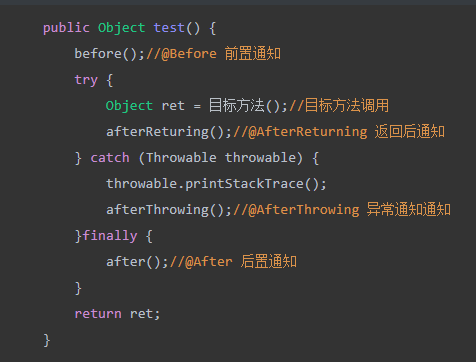 public Object test() {
before();//@Before 前置通知
try {
Object ret = 目标方法();//目标方法调用
afterReturing();//@AfterReturning 返回后通知
} catch (Throwable throwable) {
throwable.printStackTrace();
afterThrowing();//@AfterThrowing 异常通知通知
}finally {
after();//@After 后置通知
}
return ret;
}